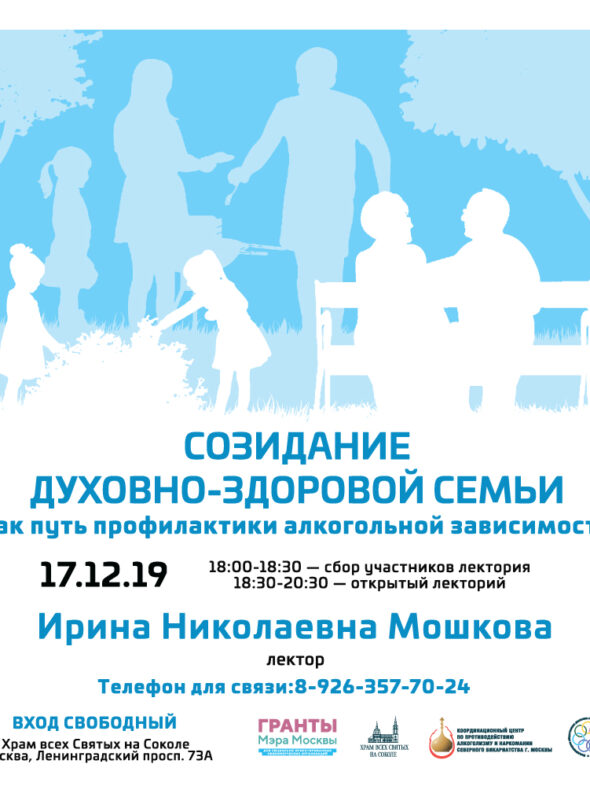 СОЗИДАНИЕ
ДУХОВНО-ЗДОРОВОЙ СЕМЬИ
ак путь профилактики алкогольной зависимост
17.12.19
18:00-18:30 — сбор участников лектория
18:30-20:30 — открытый лекторий
Ирина Николаевна Мошкова
лектор
Телефон для связи:8-926-357-70-24
ВХОД СВОБОДНЫЙ
Храм всех Святых на Соколе
сква, Ленинградский просп. 73А
ГРАНТЫ
Мэра Москвы
ХРАМ ВСЕХ СВЯТЫХ
НА СОКОЛЕ
КООРДИНАЦИОННЫЙ ЦЕНТР
ПО ПРОТИВОДЕЙСТВИЮ
АЛКОГОЛИЗМУ И НАРКОМАНИИ
СЕВЕРНОГО ВИКАРИАТСТВА Г. МОСКВЫ